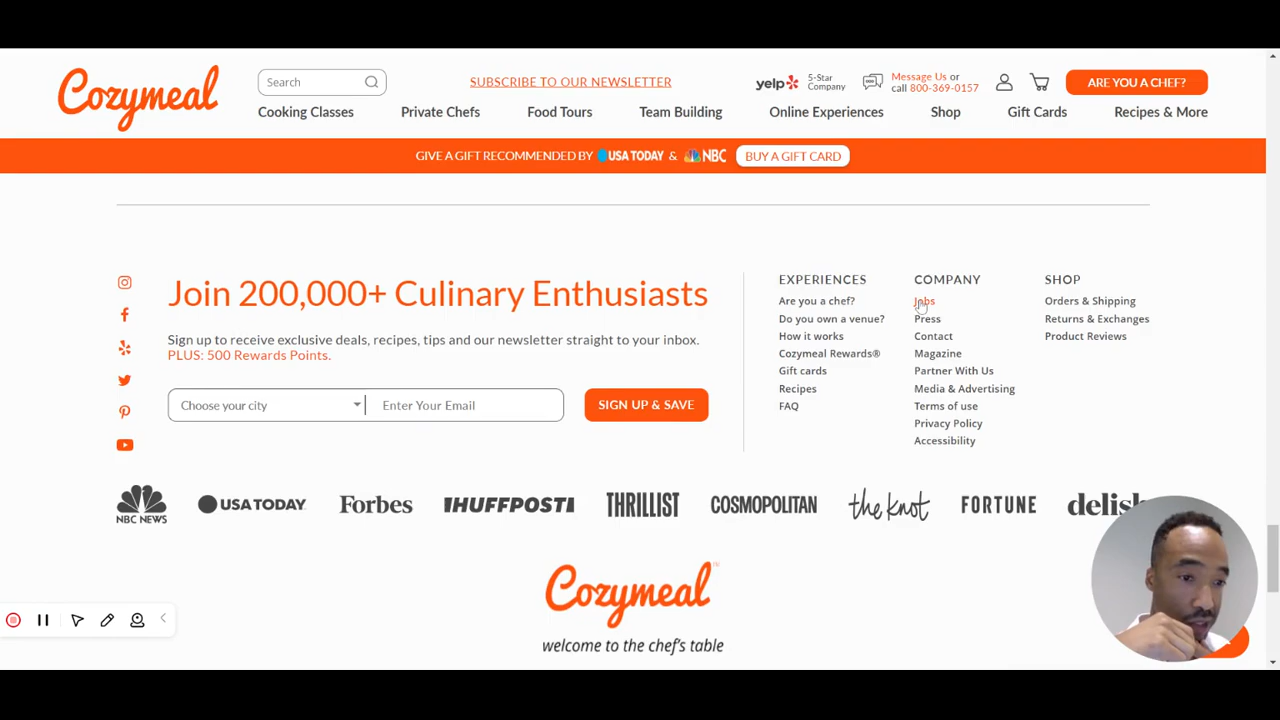 Cozymeal
Search
SUBSCRIBE TO OUR NEWSLETTER
yelp
5-Star
Company
Message Us or
call 800-369-0157
ARE YOU A CHEF?
Cooking Classes
Private Chefs
Food Tours
Team Building
Online Experiences
Shop
Gift Cards
Recipes & More
GIVE A GIFT RECOMMENDED BY USA TODAY & NBC
BUY A GIFT CARD
Join 200,000+ Culinary Enthusiasts
Sign up to receive exclusive deals, recipes, tips and our newsletter straight to your inbox.
PLUS: 500 Rewards Points.
Choose your city
Enter Your Email
SIGN UP & SAVE
EXPERIENCES
Are you a chef?
Do you own a venue?
How it works
Cozymeal Rewards®
Gift cards
Recipes
FAQ
COMPANY
Jobs
Press
Contact
Magazine
Partner With Us
Media & Advertising
Terms of use
Privacy Policy
Accessibility
SHOP
Orders & Shipping
Returns & Exchanges
Product Reviews
NBC NEWS
USA TODAY
Forbes
HUFFPOST
THRILLIST
COSMOPOLITAN
the knot
FORTUNE
delish
Cozymeal™
welcome to the chef's table